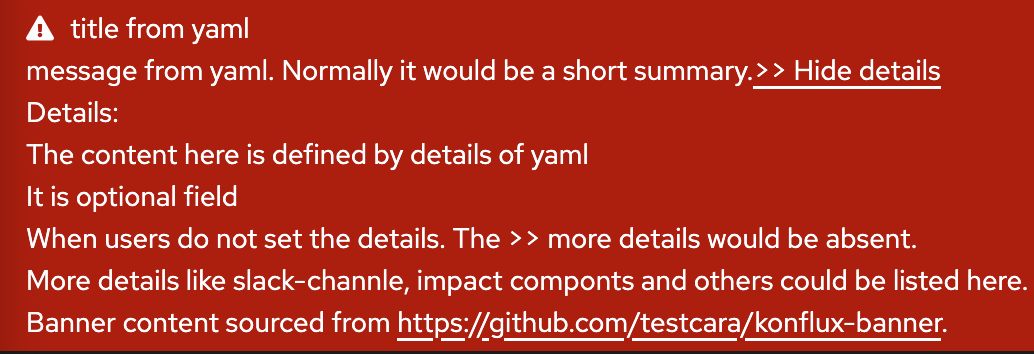 title from yaml
message from yaml. Normally it would be a short summary.>> Hide details
Details:
The content here is defined by details of yaml
It is optional field
When users do not set the details. The >> more details would be absent.
More details like slack-channle, impact componts and others could be listed here.
Banner content sourced from https://github.com/testcara/konflux-banner.